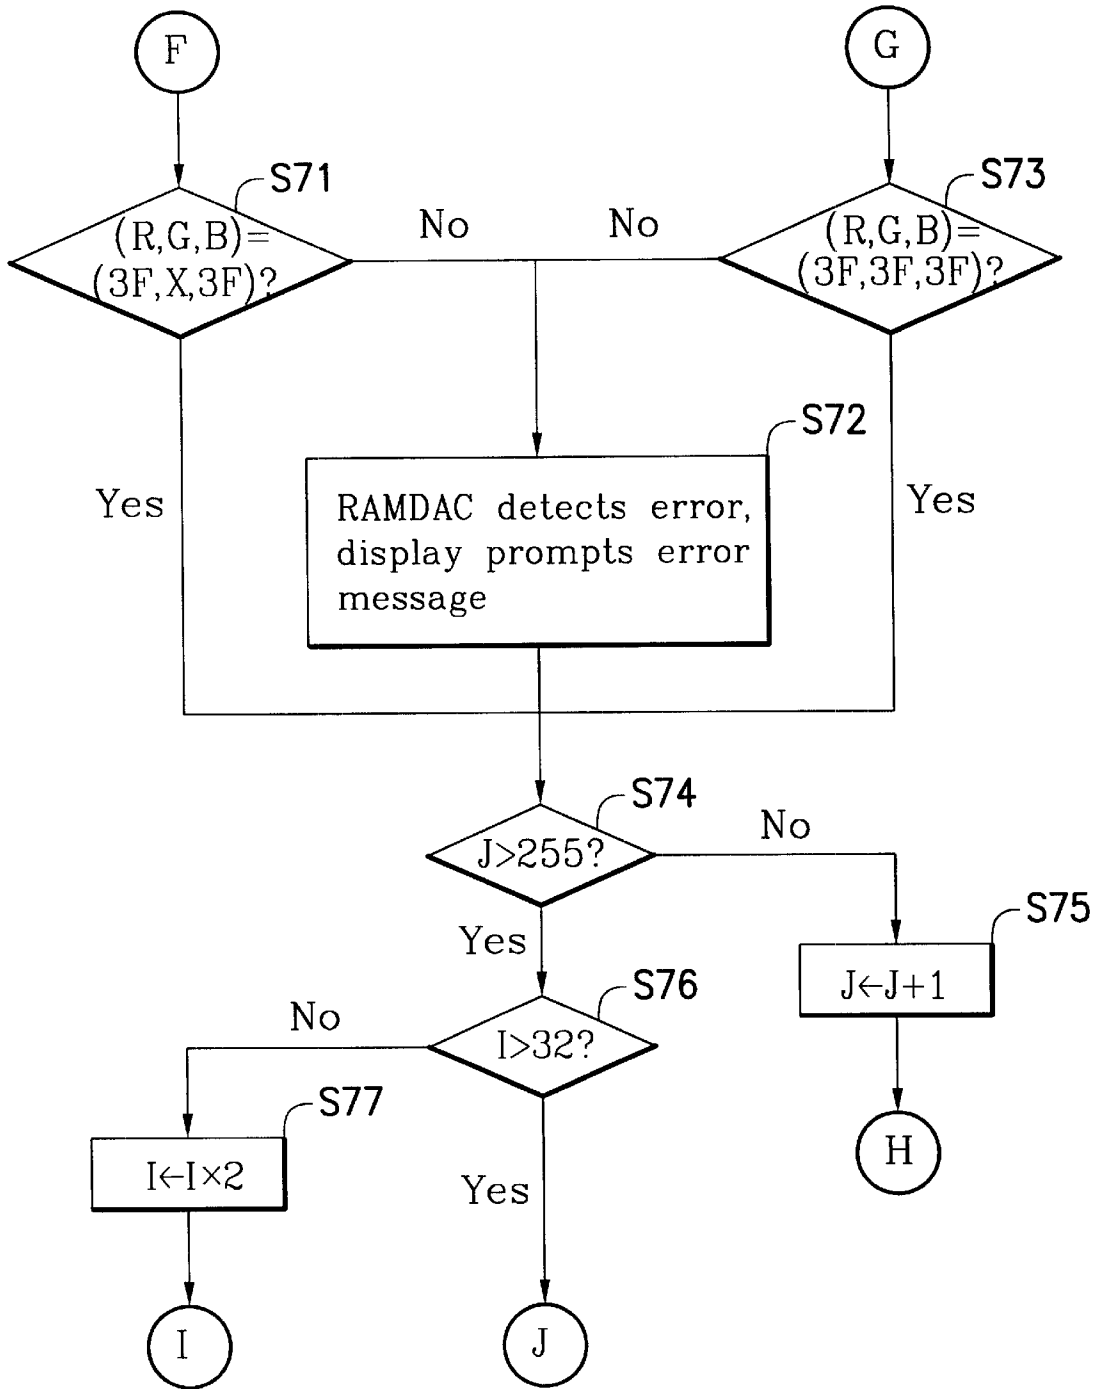 F
G
S71
S73
(R,G,B)=
(3F,X,3F)?
No
No
(R,G,B)=
(3F,3F,3F)?
S72
Yes
RAMDAC detects error,
display prompts error
message
Yes
S74
J>255?
No
S75
Yes
J←J+1
S76
No
I>32?
S77
H
I←I×2
Yes
I
J